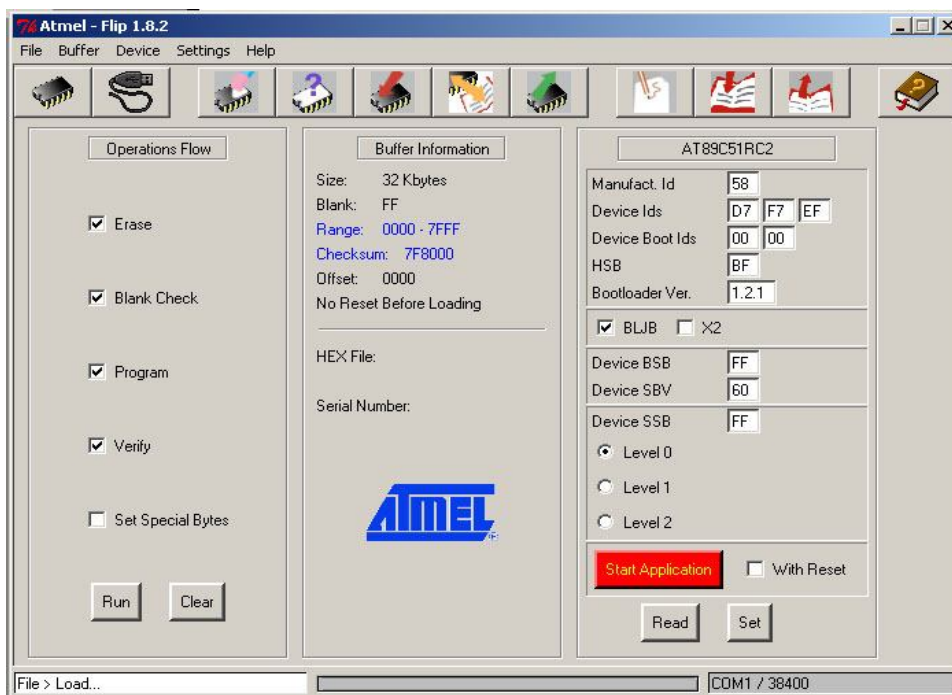 Atmel - Flip 1.8.2
File Buffer Device Settings Help
Operations Flow
Erase
Blank Check
Program
Verify
Set Special Bytes
Run Clear
Buffer Information
Size: 32 Kbytes
Blank: FF
Range: 0000 - 7FFF
Checksum: 7F8000
Offset: 0000
No Reset Before Loading
HEX File:
Serial Number:
ATMEL
AT89C51RC2
Manufact. Id 58
Device Ids D7 F7 EF
Device Boot Ids 00 00
HSB BF
Bootloader Ver. 1.2.1
BLJB X2
Device BSB FF
Device SBV 60
Device SSB FF
Level 0
Level 1
Level 2
Start Application With Reset
Read Set
File > Load...
COM1 / 38400